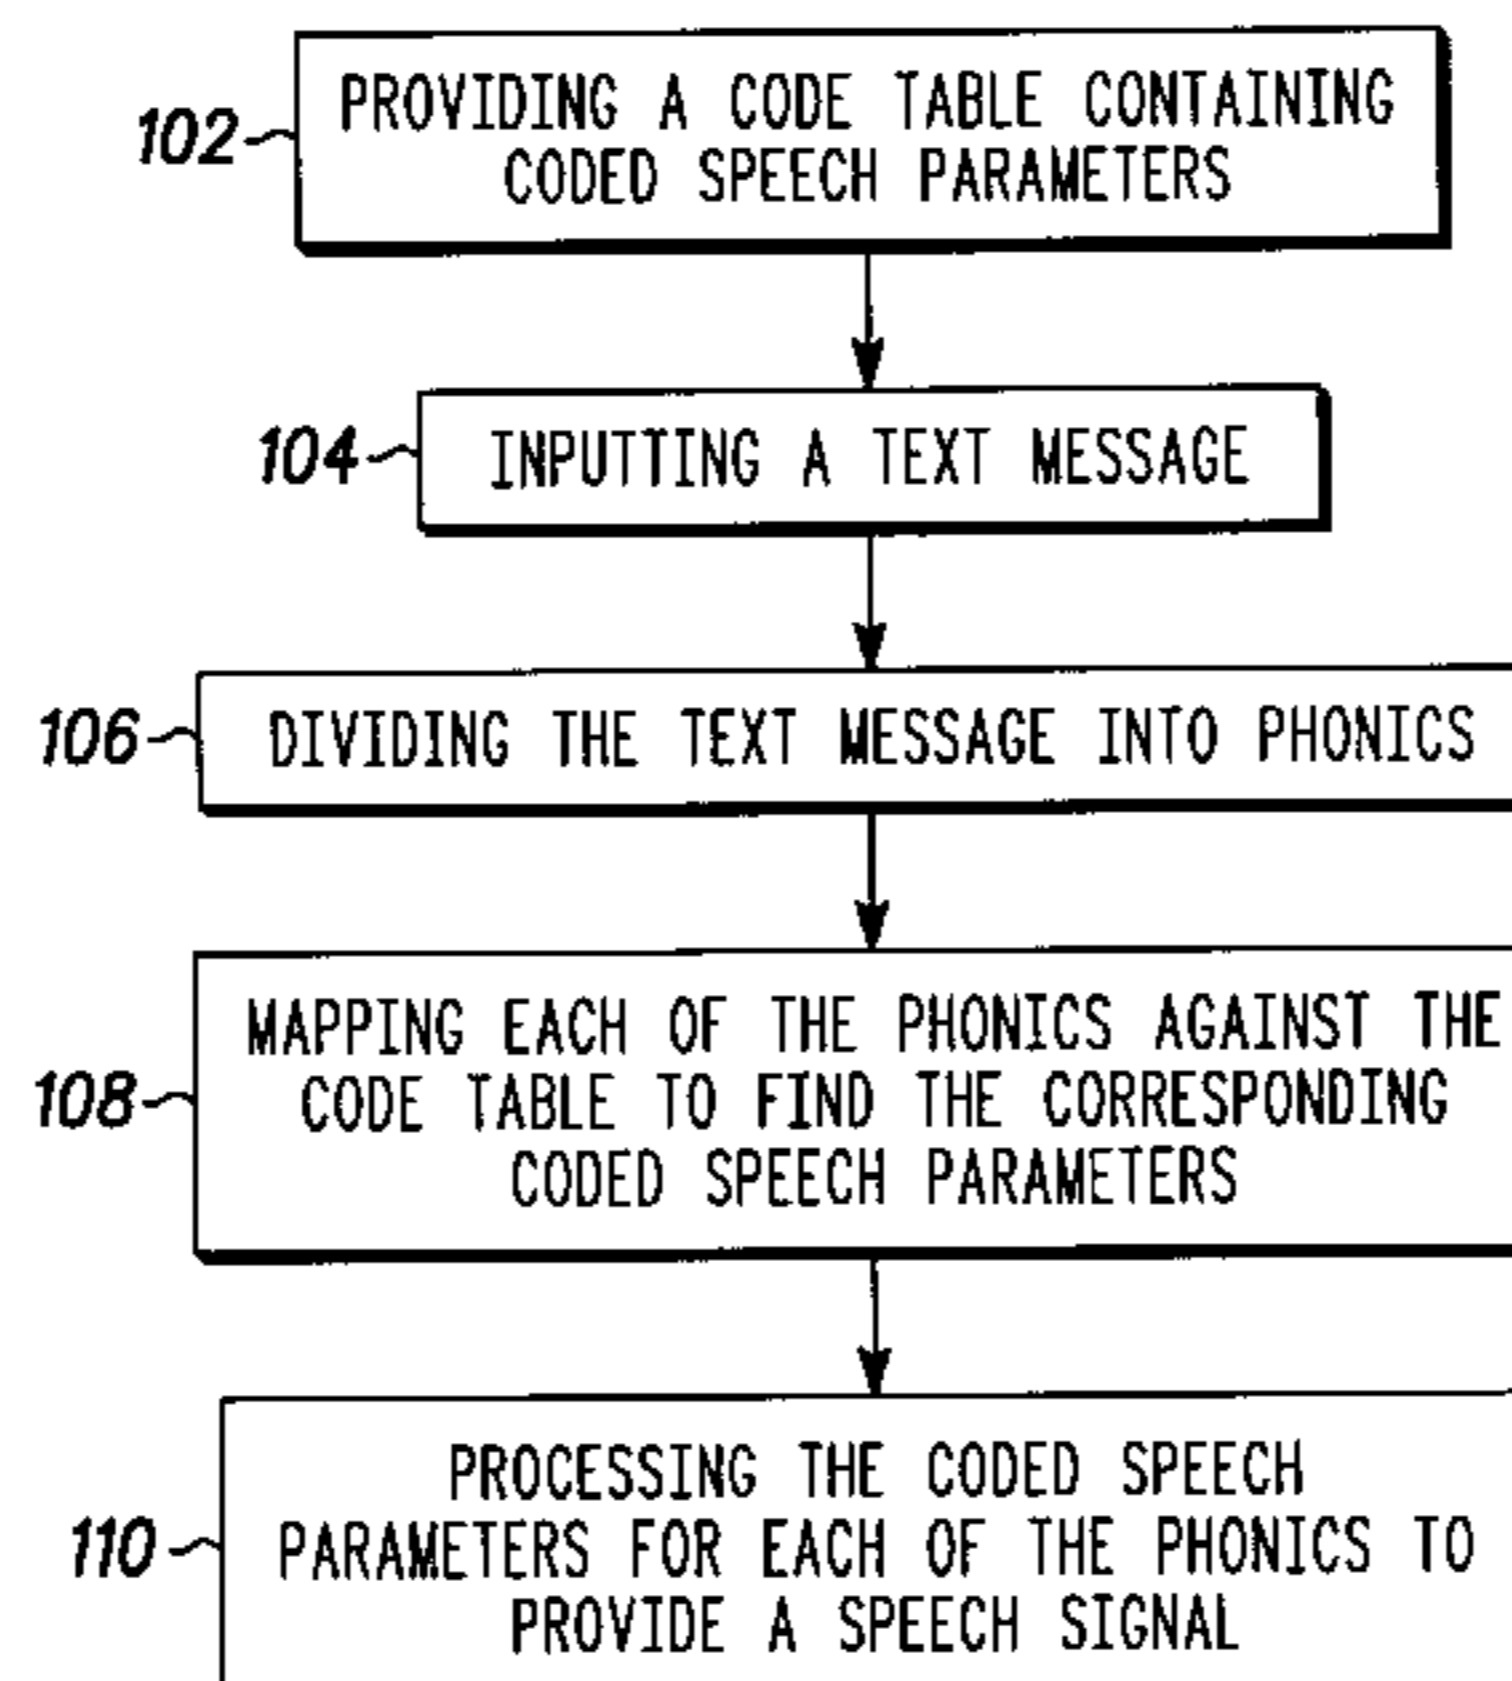 102
PROVIDING A CODE TABLE CONTAINING
CODED SPEECH PARAMETERS
104
INPUTTING A TEXT MESSAGE
106
DIVIDING THE TEXT MESSAGE INTO PHONICS
108
MAPPING EACH OF THE PHONICS AGAINST THE
CODE TABLE TO FIND THE CORRESPONDING
CODED SPEECH PARAMETERS
110
PROCESSING THE CODED SPEECH
PARAMETERS FOR EACH OF THE PHONICS TO
PROVIDE A SPEECH SIGNAL